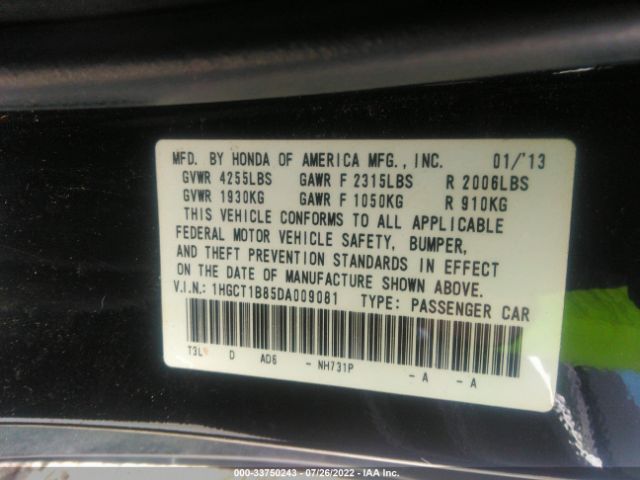 MFD. BY HONDA OF AMERICA MFG., INC. 01/'13
GVWR 4255LBS GAWR F 2315LBS R 2006LBS
GVWR 1930KG GAWR F 1050KG R 910KG
THIS VEHICLE CONFORMS TO ALL APPLICABLE
FEDERAL MOTOR VEHICLE SAFETY, BUMPER,
AND THEFT PREVENTION STANDARDS IN EFFECT
ON THE DATE OF MANUFACTURE SHOWN ABOVE.
V.I.N.: 1HGCT1B85DA009081 TYPE: PASSENGER CAR
T3L D AD6 - NH731P - A - A
000-33750243 - 07/26/2022 - IAA Inc.